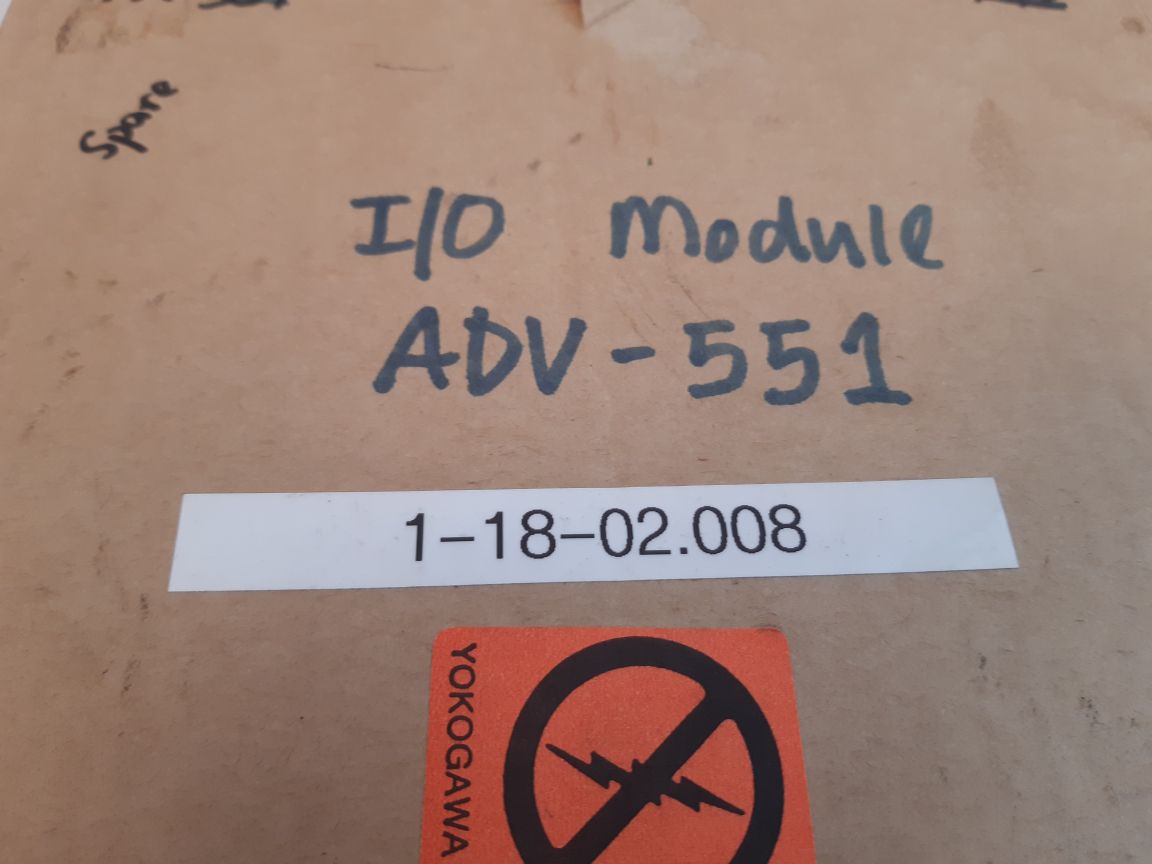 Spare
I/O Module
ADV-551
1-18-02.008
YOKOGAWA